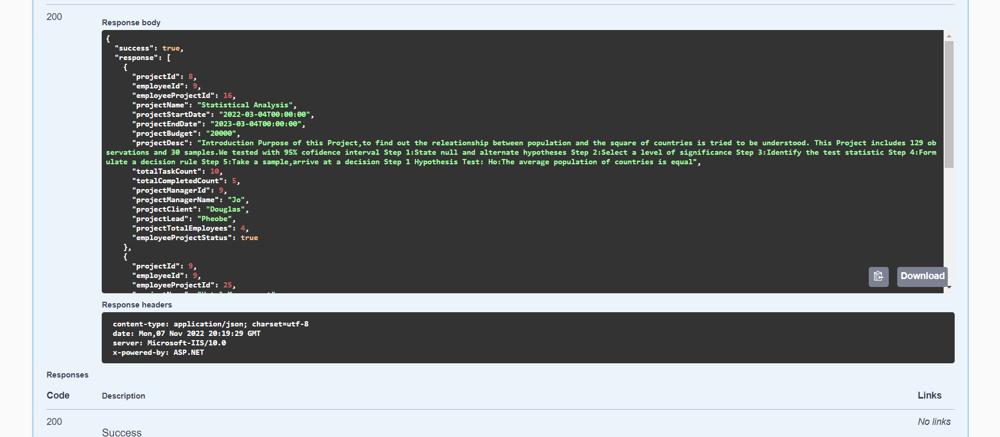 200
Response body
{
"success": true,
"response": [
{
"projectId": 8,
"employeeId": 9,
"employeeProjectId": 16,
"projectName": "Statistical Analysis",
"projectStartDate": "2022-03-04T00:00:00",
"projectEndDate": "2023-03-04T00:00:00",
"projectBudget": "20000",
"projectDesc": "Introduction Purpose of this Project,to find out the releationship between population and the square of countries is tried to be understood. This Project includes 129 ob
servations and 30 samples.We tested with 95% cofidence interval Step 1:State null and alternate hypotheses Step 2:Select a level of significance Step 3:Identify the test statistic Step 4:Form
ulate a decision rule Step 5:Take a sample,arrive at a decision Step 1 Hypothesis Test: Ho:The average population of countries is equal",
"totalTaskCount": 10,
"totalCompletedCount": 5,
"projectManagerId": 9,
"projectManagerName": "Jo",
"projectClient": "Douglas",
"projectLead": "Pheobe",
"projectTotalEmployees": 4,
"employeeProjectStatus": true
},
{
"projectId": 9,
"employeeId": 9,
"employeeProjectId": 25,
Download
Response headers
content-type: application/json; charset=utf-8
date: Mon,07 Nov 2022 20:19:29 GMT
server: Microsoft-IIS/10.0
x-powered-by: ASP.NET
Responses
Code Description Links
200 No links
Success